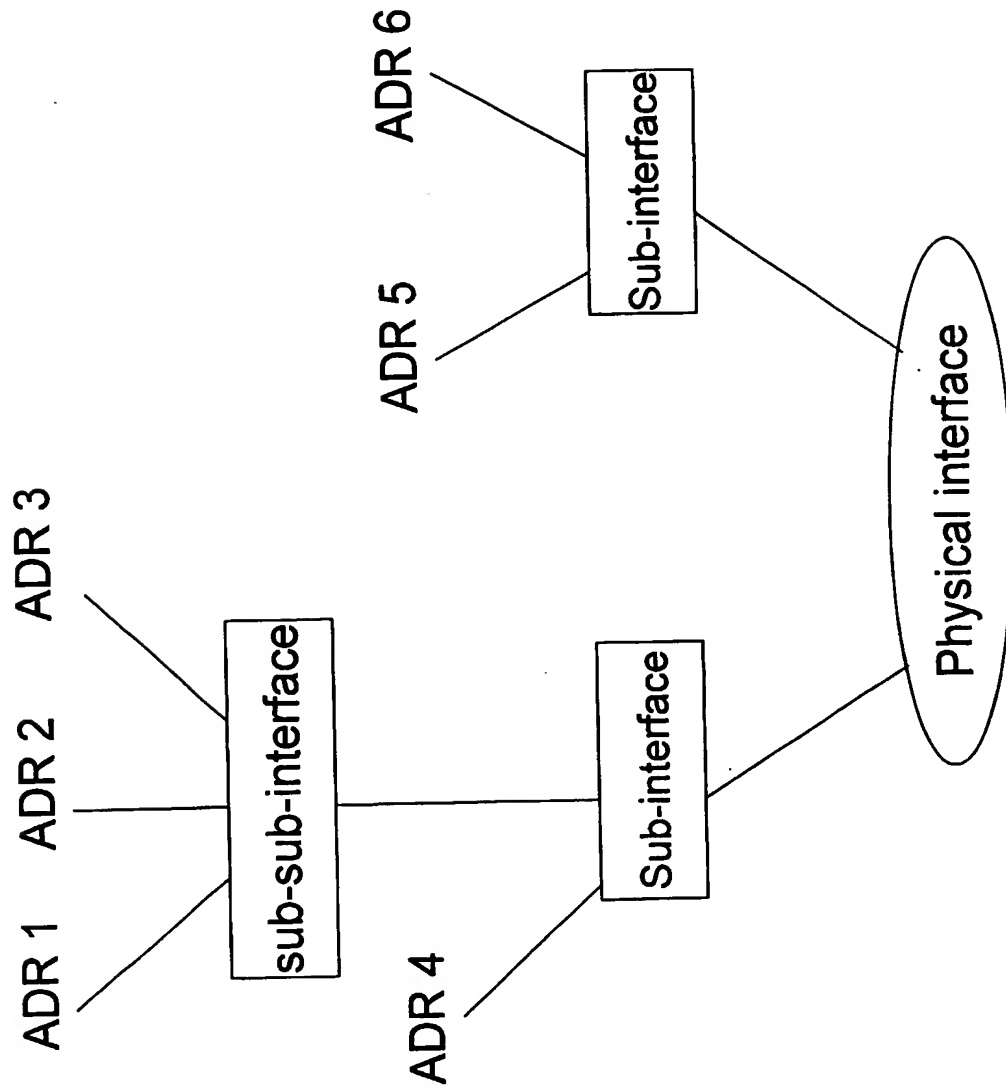 ADR 1
ADR 2
ADR 3
sub-sub-interface
ADR 4
Sub-interface
ADR 5
ADR 6
Sub-interface
Physical interface